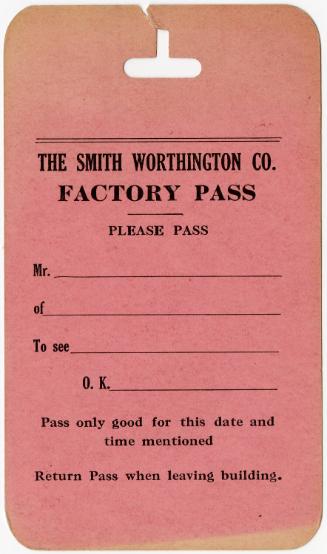 THE SMITH WORTHINGTON CO.
FACTORY PASS
PLEASE PASS
Mr.
of
To see
O. K.
Pass only good for this date and
time mentioned
Return Pass when leaving building.